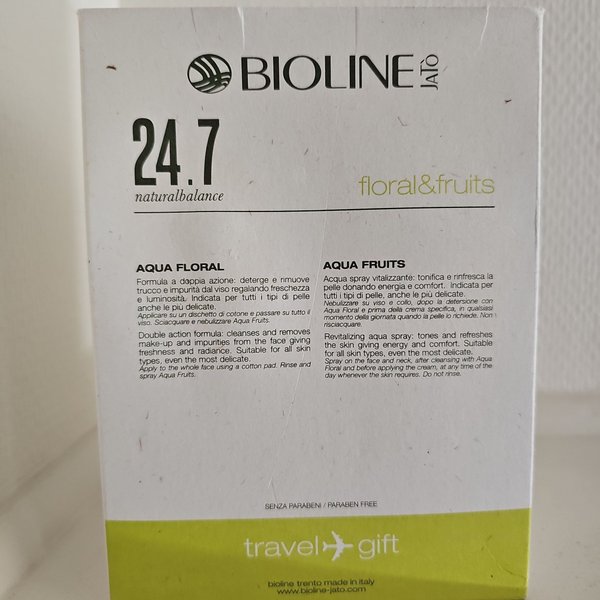 BIOLINE JATÒ
24.7
naturalbalance
floral&fruits
AQUA FLORAL
Formula a dappia azione: deterge e rimuove
trucco e impurità dal viso regalando freschezza
e luminosità. Indicata per tutti i tipi di pelle
anche le più delicate.
Applicare su un dischetto di cotone e passare su tutto il
viso. Sciacquare e nebulizzare Aqua Fruits.
Double action formula: cleanses and removes
make-up and impurities from the face giving
freshness and radiance. Suitable for all skin
types, even the most delicate.
Apply to the whole face using a cotton pad. Rinse and
spray Aqua Fruits.
AQUA FRUITS
Acqua spray vitalizzante: tonifica e rinfresca la
pelle donando energia e comfort. Indicata per
tutti i tipi di pelle, anche le più delicate.
Nebulizzare su viso e collo, dopo la detersione con
Aqua Floral e prima della crema specifica, in qualsiasi
momento della giornata quando la pelle lo richiede. Non
risciacquare.
Revitalizing aqua spray: tones and refreshes
the skin giving energy and comfort. Suitable
for all skin types, even the most delicate.
Spray on the face and neck, after cleansing with Aqua
Floral and before applying the cream, at any time of the
day whenever the skin requires. Do not rinse.
SENZA PARABENI / PARABEN FREE
travel gift
bioline trento made in italy
www.bioline-jato.com